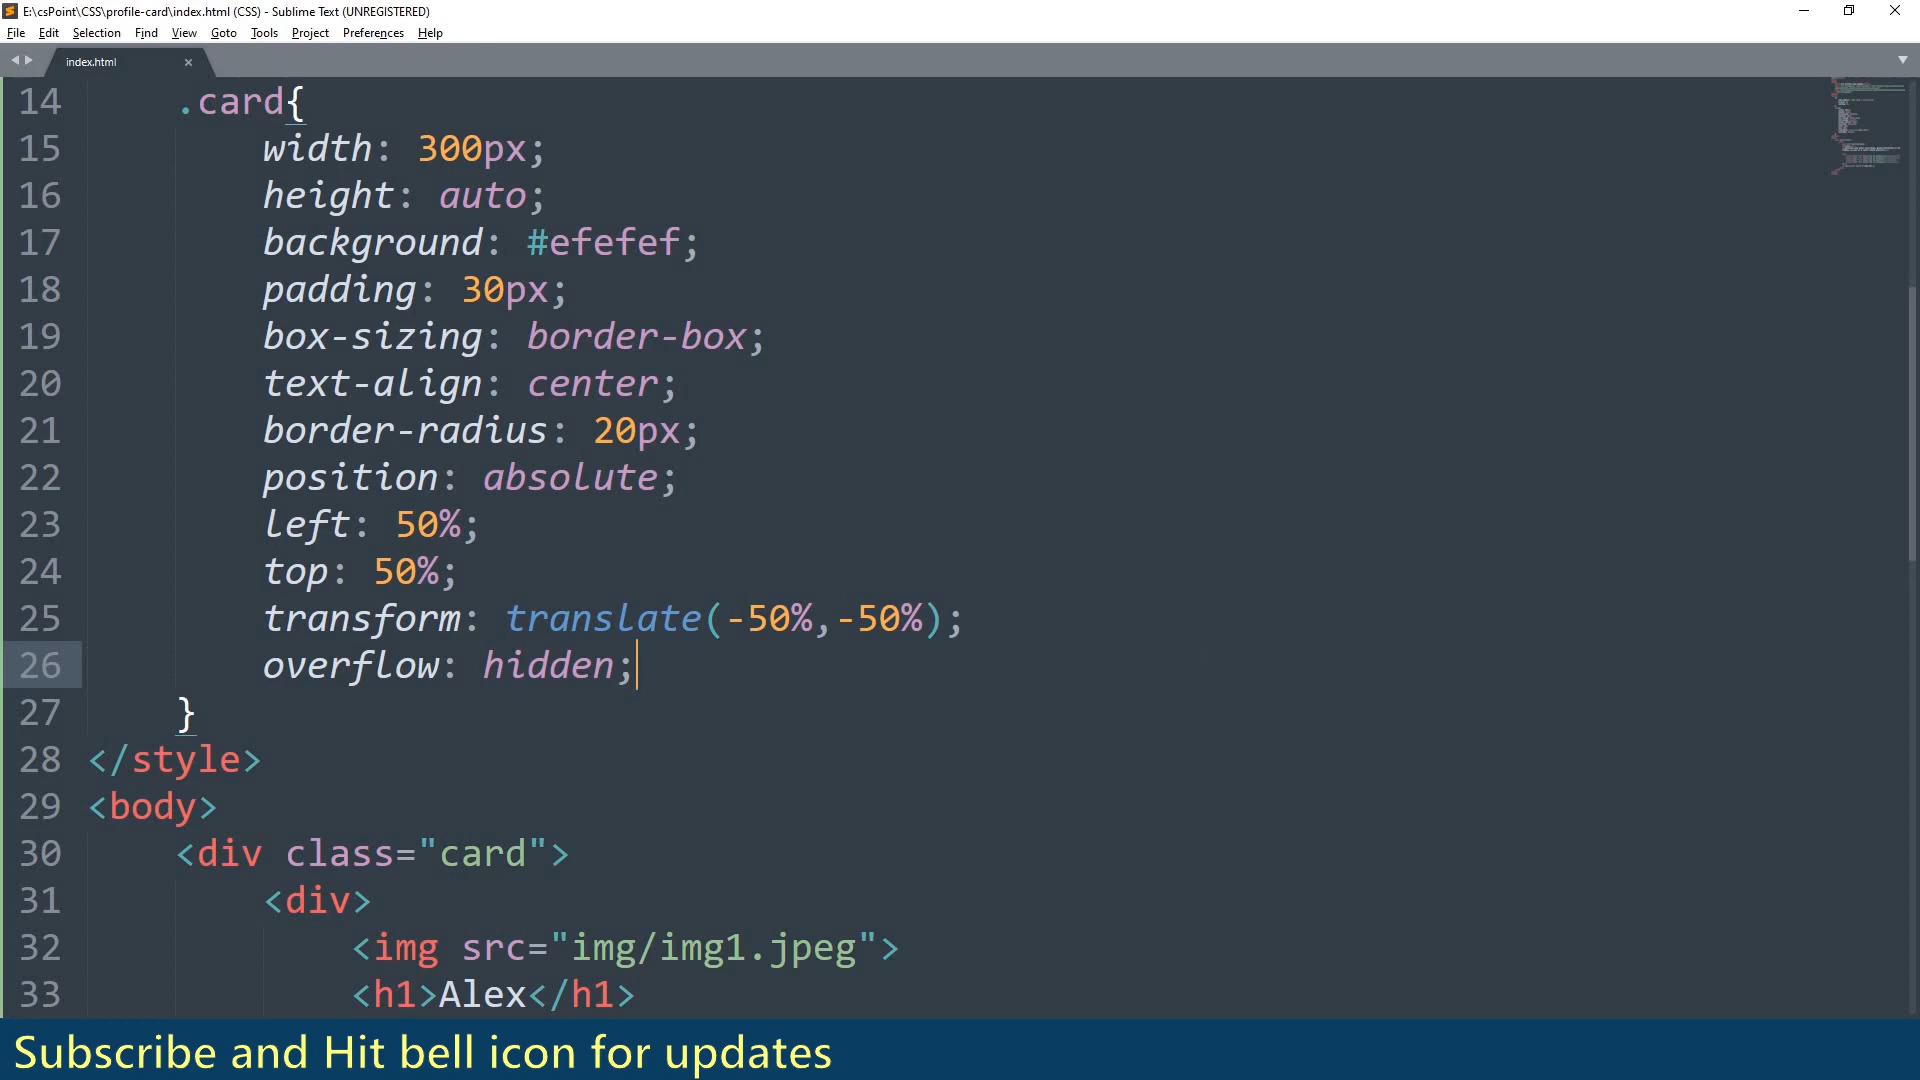 E:\csPoint\CSS\profile-card\index.html (CSS) - Sublime Text (UNREGISTERED)
File Edit Selection Find View Goto Tools Project Preferences Help
index.html
14 .card{
15 width: 300px;
16 height: auto;
17 background: #efefef;
18 padding: 30px;
19 box-sizing: border-box;
20 text-align: center;
21 border-radius: 20px;
22 position: absolute;
23 left: 50%;
24 top: 50%;
25 transform: translate(-50%,-50%);
26 overflow: hidden;
27 }
28 </style>
29 <body>
30 <div class="card">
31 <div>
32 <img src="img/img1.jpeg">
33 <h1>Alex</h1>
Subscribe and Hit bell icon for updates